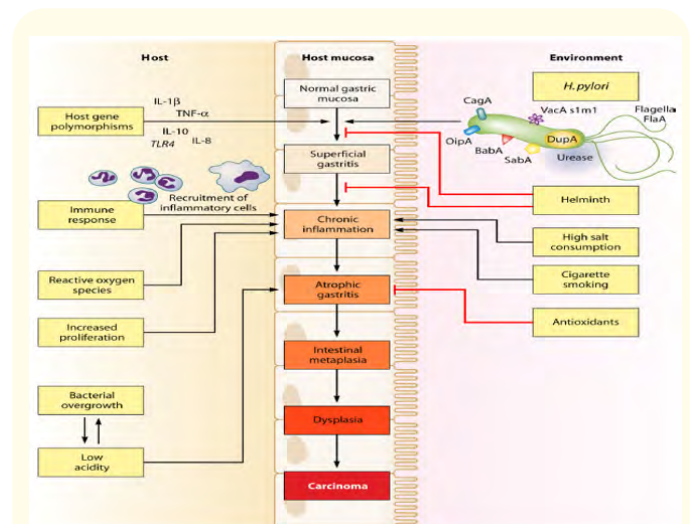 Host
Host mucosa
Environment
Normal gastric
mucosa
H. pylori
IL-1β
TNF-α
Host gene
polymorphisms
IL-10
TLR4
IL-8
CagA
VacA s1m1
Flagella
FlaA
OipA
BabA
SabA
DupA
Urease
Superficial
gastritis
Recruitment of
inflammatory cells
Helminth
Immune
response
Chronic
inflammation
High salt
consumption
Reactive oxygen
species
Cigarette
smoking
Atrophic
gastritis
Increased
proliferation
Antioxidants
Intestinal
metaplasia
Bacterial
overgrowth
Dysplasia
Low
acidity
Carcinoma